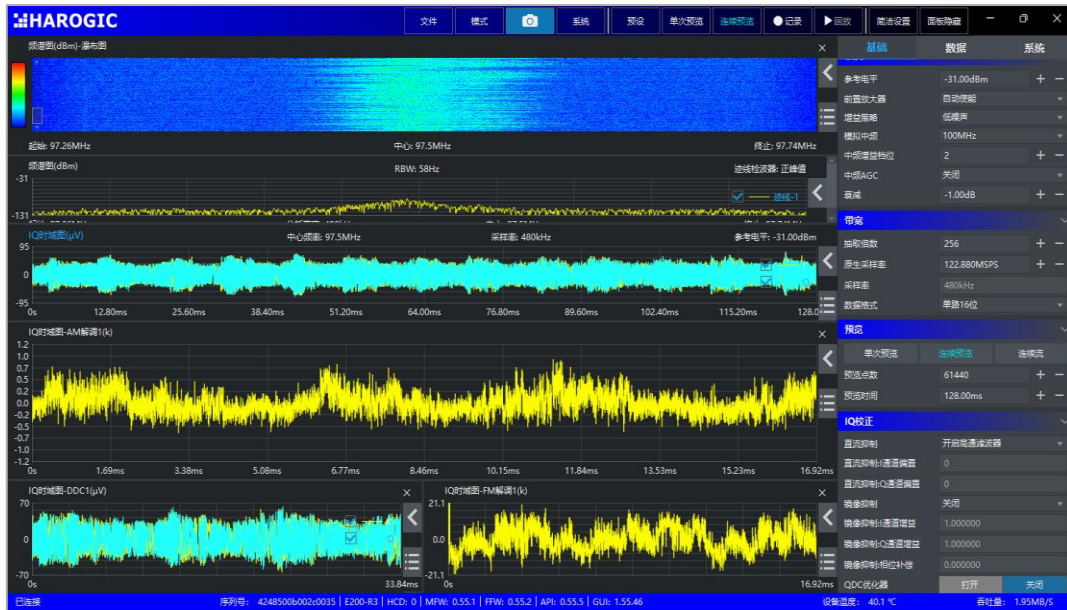 HAROGIC 文件 模式 系统 预设 单次预览 连续预览 记录 回放 简洁设置 面板隐藏
频谱图(dBm)-瀑布图
基础 数据 系统
参考电平 -31.00dBm
前置放大器 自动使能
增益策略 低噪声
模拟中频 100MHz
中频增益档位 2
中频AGC 关闭
衰减 -1.00dB
带宽
抽取倍数 256
原生采样率 122.880MSPS
采样率 480kHz
数据格式 单路16位
预览
单次预览 连续预览 连续流
预览点数 61440
预览时间 128.00ms
IQ校正
直流抑制 开启高通滤波器
直流抑制:I通道偏置 0
直流抑制:Q通道偏置 0
镜像抑制 关闭
镜像抑制:I通道增益 1.000000
镜像抑制:Q通道增益 1.000000
镜像抑制:相位补偿 0.000000
QDC优化器 打开 关闭
起始: 97.26MHz 中心: 97.5MHz 终止: 97.74MHz
频谱图(dBm) RBW: 58Hz 迹线检波器: 正峰值
-31
迹线-1
-131
IQ时域图(μV) 中心频率: 97.5MHz 采样率: 480kHz 参考电平: -31.00dBm
95
0
-95
0s 12.80ms 25.60ms 38.40ms 51.20ms 64.00ms 76.80ms 89.60ms 102.40ms 115.20ms 128.0
IQ时域图-AM解调1(k)
1.2
1.0
0.7
0.5
0.2
0.0
-0.2
-0.5
-0.7
-1.0
-1.2
0s 1.69ms 3.38ms 5.08ms 6.77ms 8.46ms 10.15ms 11.84ms 13.53ms 15.23ms 16.92ms
IQ时域图-DDC1(μV)
70
0
-70
0s 33.84ms
IQ时域图-FM解调1(k)
21.1
0.0
-21.1
0s 16.92ms
已连接 序列号: 4248500b002c0035 | E200-R3 | HCD: 0 | MFW: 0.55.1 | FFW: 0.55.2 | API: 0.55.5 | GUI: 1.55.46 设备温度: 40.1 ℃ 吞吐量: 1.95MB/S